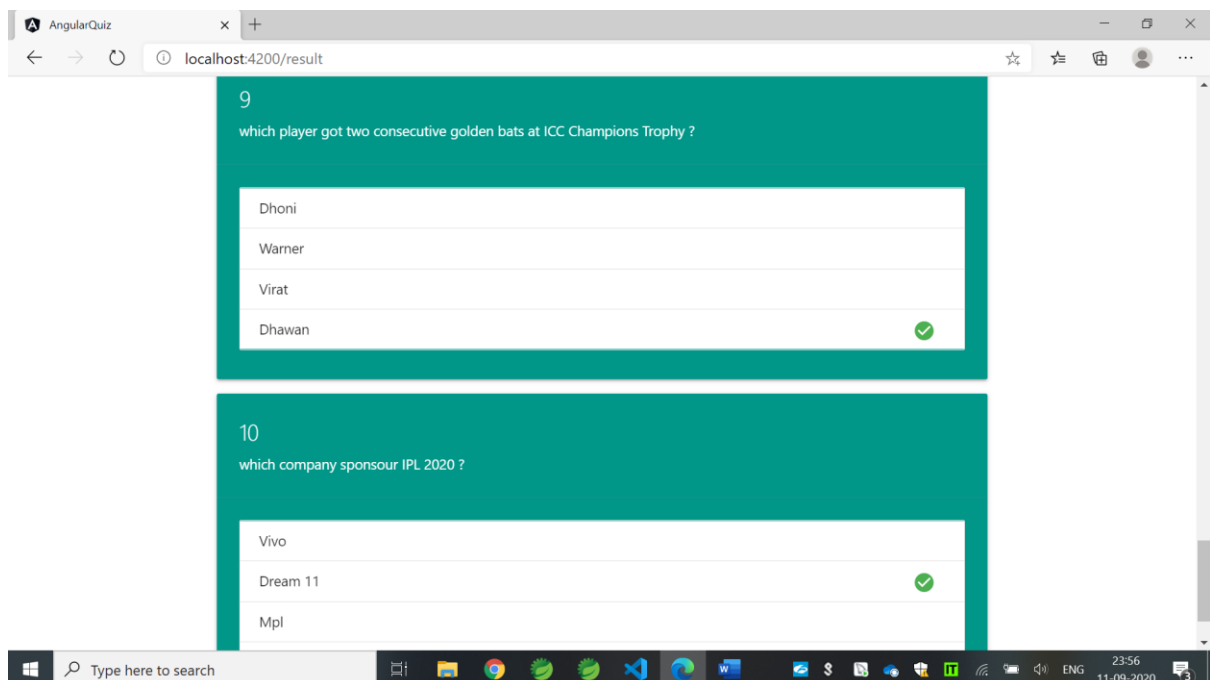 AngularQuiz
localhost:4200/result
9
which player got two consecutive golden bats at ICC Champions Trophy ?
Dhoni
Warner
Virat
Dhawan
10
which company sponsour IPL 2020 ?
Vivo
Dream 11
Mpl
Type here to search
ENG
23:56
11-09-2020
3